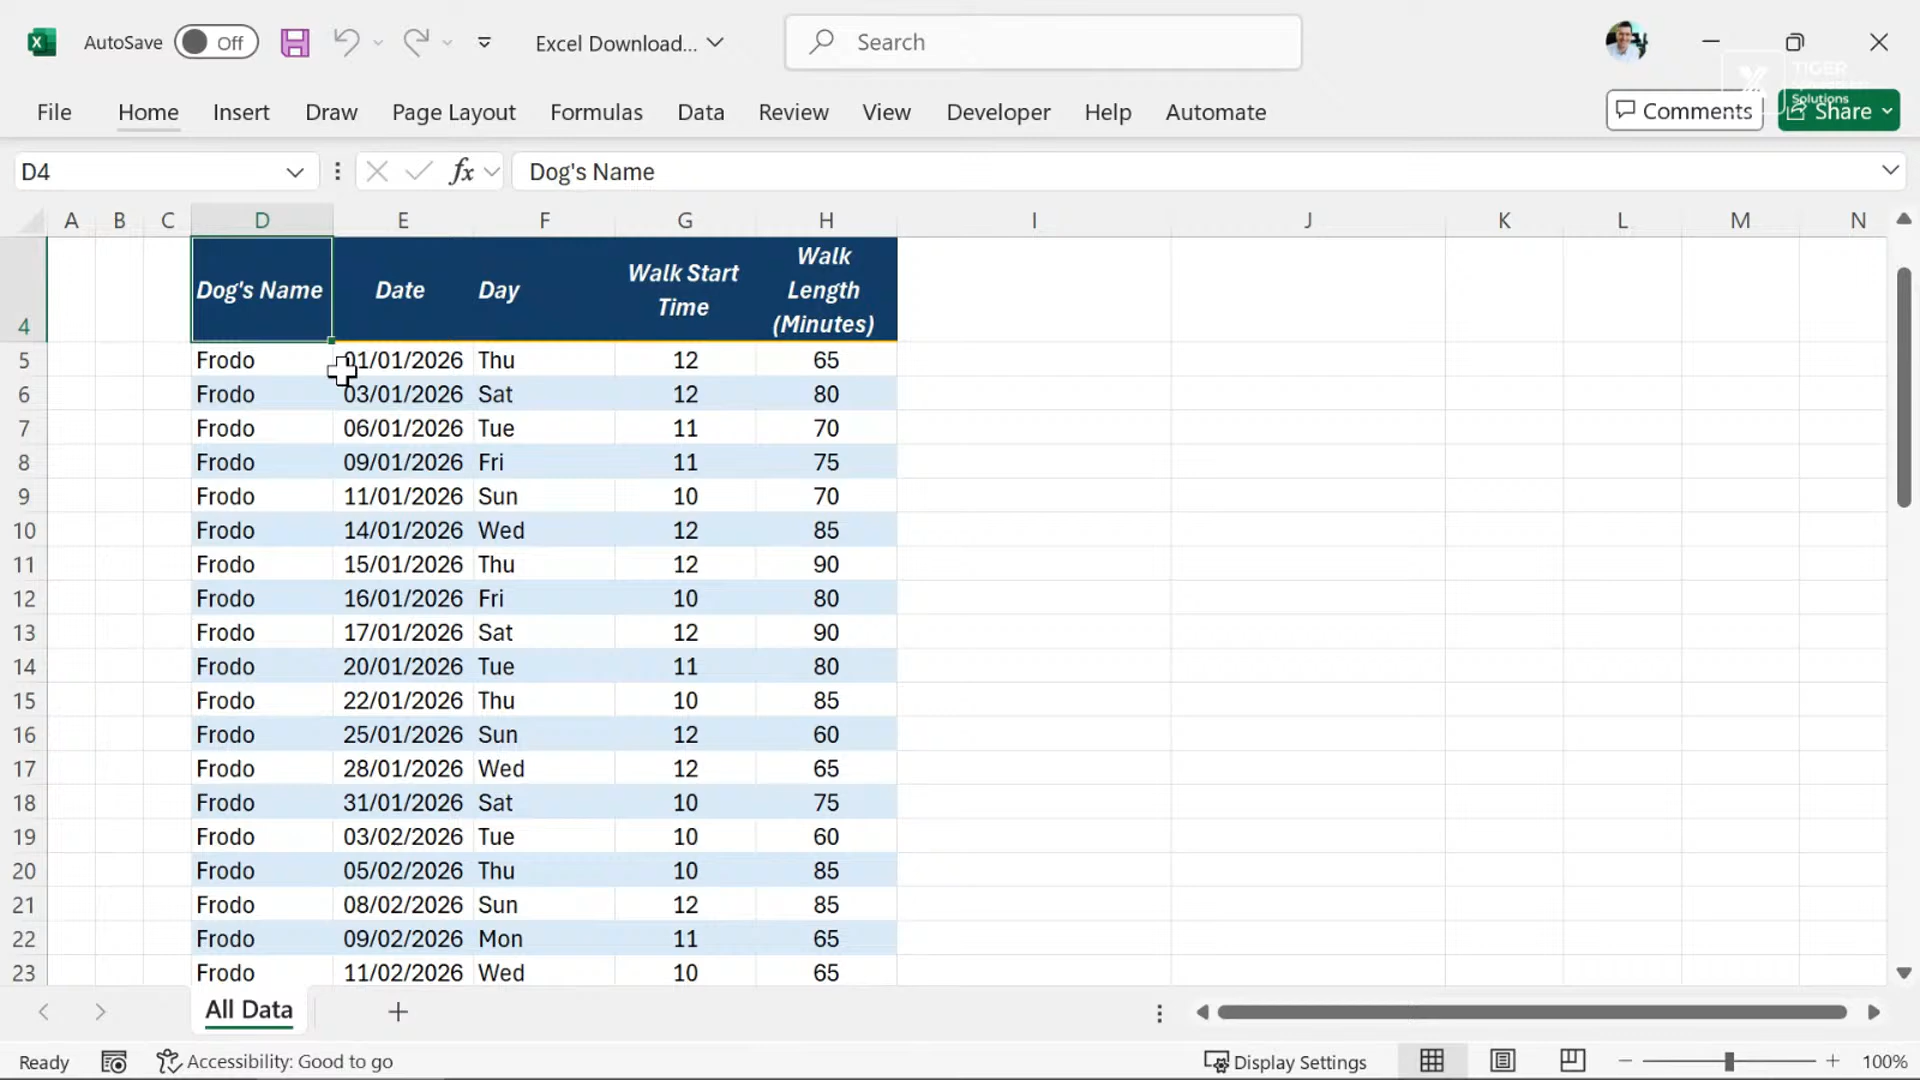 AutoSave Off Excel Download... Search
TIGER
Solutions
File Home Insert Draw Page Layout Formulas Data Review View Developer Help Automate Comments Share
D4 fx Dog's Name
A B C D E F G H I J K L M N
4 Dog's Name Date Day Walk Start Time Walk Length (Minutes)
5 Frodo 01/01/2026 Thu 12 65
6 Frodo 03/01/2026 Sat 12 80
7 Frodo 06/01/2026 Tue 11 70
8 Frodo 09/01/2026 Fri 11 75
9 Frodo 11/01/2026 Sun 10 70
10 Frodo 14/01/2026 Wed 12 85
11 Frodo 15/01/2026 Thu 12 90
12 Frodo 16/01/2026 Fri 10 80
13 Frodo 17/01/2026 Sat 12 90
14 Frodo 20/01/2026 Tue 11 80
15 Frodo 22/01/2026 Thu 10 85
16 Frodo 25/01/2026 Sun 12 60
17 Frodo 28/01/2026 Wed 12 65
18 Frodo 31/01/2026 Sat 10 75
19 Frodo 03/02/2026 Tue 10 60
20 Frodo 05/02/2026 Thu 10 85
21 Frodo 08/02/2026 Sun 12 85
22 Frodo 09/02/2026 Mon 11 65
23 Frodo 11/02/2026 Wed 10 65
All Data
Ready Accessibility: Good to go Display Settings 100%